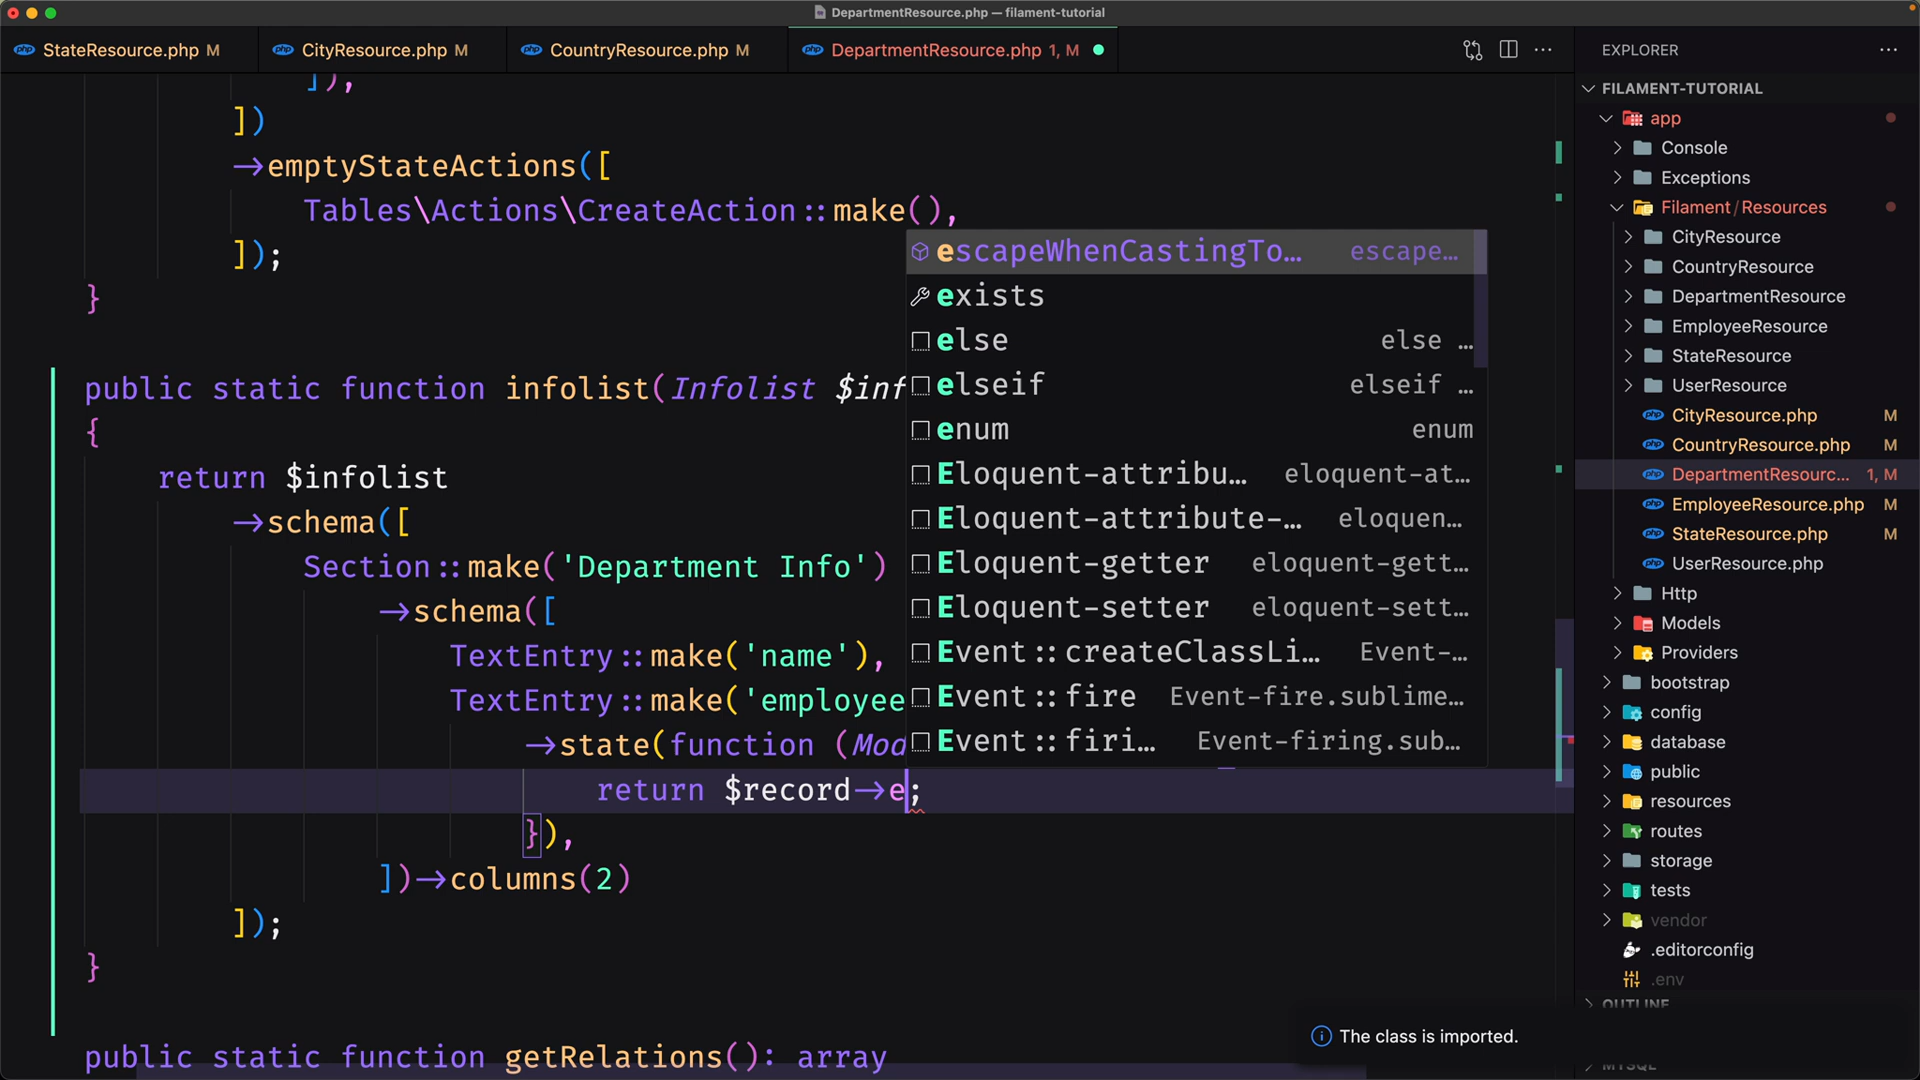 DepartmentResource.php — filament-tutorial
StateResource.php M
CityResource.php M
CountryResource.php M
DepartmentResource.php 1, M
]),
])
->emptyStateActions([
Tables\Actions\CreateAction::make(),
]);
}
public static function infolist(Infolist $inf
{
return $infolist
->schema([
Section::make('Department Info')
->schema([
TextEntry::make('name'),
TextEntry::make('employee
->state(function (Mod
return $record->e;
}),
])->columns(2)
]);
}
public static function getRelations(): array
escapeWhenCastingTo… escape…
exists
else else …
elseif elseif …
enum enum
Eloquent-attribu… eloquent-at…
Eloquent-attribute-… eloquen…
Eloquent-getter eloquent-gett…
Eloquent-setter eloquent-sett…
Event::createClassLi… Event-…
Event::fire Event-fire.sublime…
Event::firi… Event-firing.sub…
EXPLORER
FILAMENT-TUTORIAL
app
Console
Exceptions
Filament/Resources
CityResource
CountryResource
DepartmentResource
EmployeeResource
StateResource
UserResource
CityResource.php M
CountryResource.php M
DepartmentResourc... 1, M
EmployeeResource.php M
StateResource.php M
UserResource.php
Http
Models
Providers
bootstrap
config
database
public
resources
routes
storage
tests
vendor
.editorconfig
.env
OUTLINE
MYSQL
The class is imported.